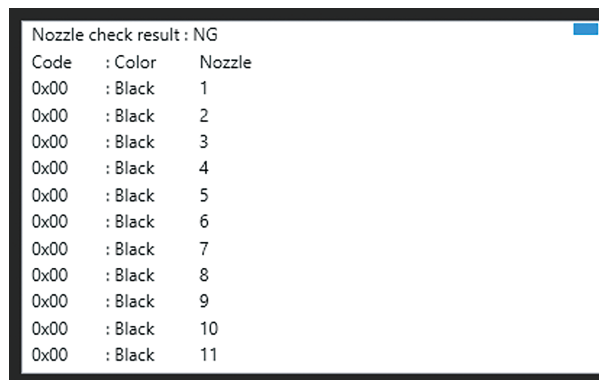 Nozzle check result : NG
Code : Color Nozzle
0x00 : Black 1
0x00 : Black 2
0x00 : Black 3
0x00 : Black 4
0x00 : Black 5
0x00 : Black 6
0x00 : Black 7
0x00 : Black 8
0x00 : Black 9
0x00 : Black 10
0x00 : Black 11